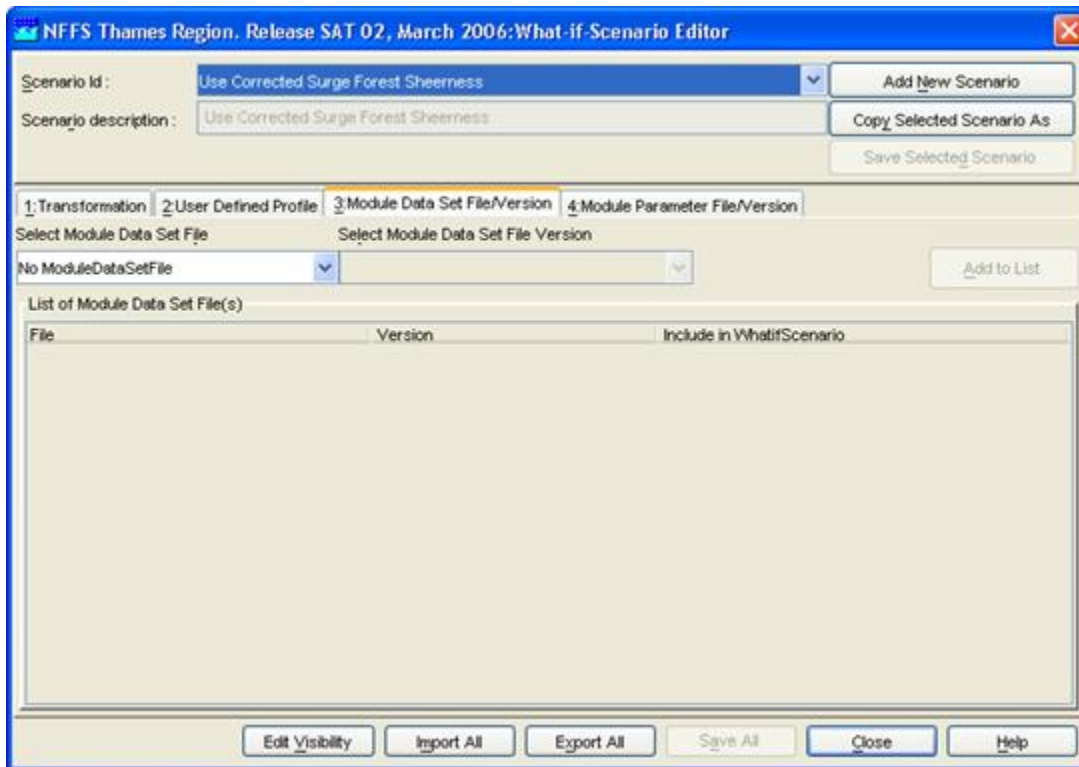 NFFS Thames Region. Release SAT 02, March 2006:What-if-Scenario Editor
Scenario Id :
Use Corrected Surge Forest Sheerness
Add New Scenario
Scenario description :
Use Corrected Surge Forest Sheerness
Copy Selected Scenario As
Save Selected Scenario
1:Transformation
2:User Defined Profile
3:Module Data Set File/Version
4:Module Parameter File/Version
Select Module Data Set File
Select Module Data Set File Version
No ModuleDataSetFile
Add to List
List of Module Data Set File(s)
File
Version
Include in WhatifScenario
Edit Visibility
Import All
Export All
Save All
Close
Help